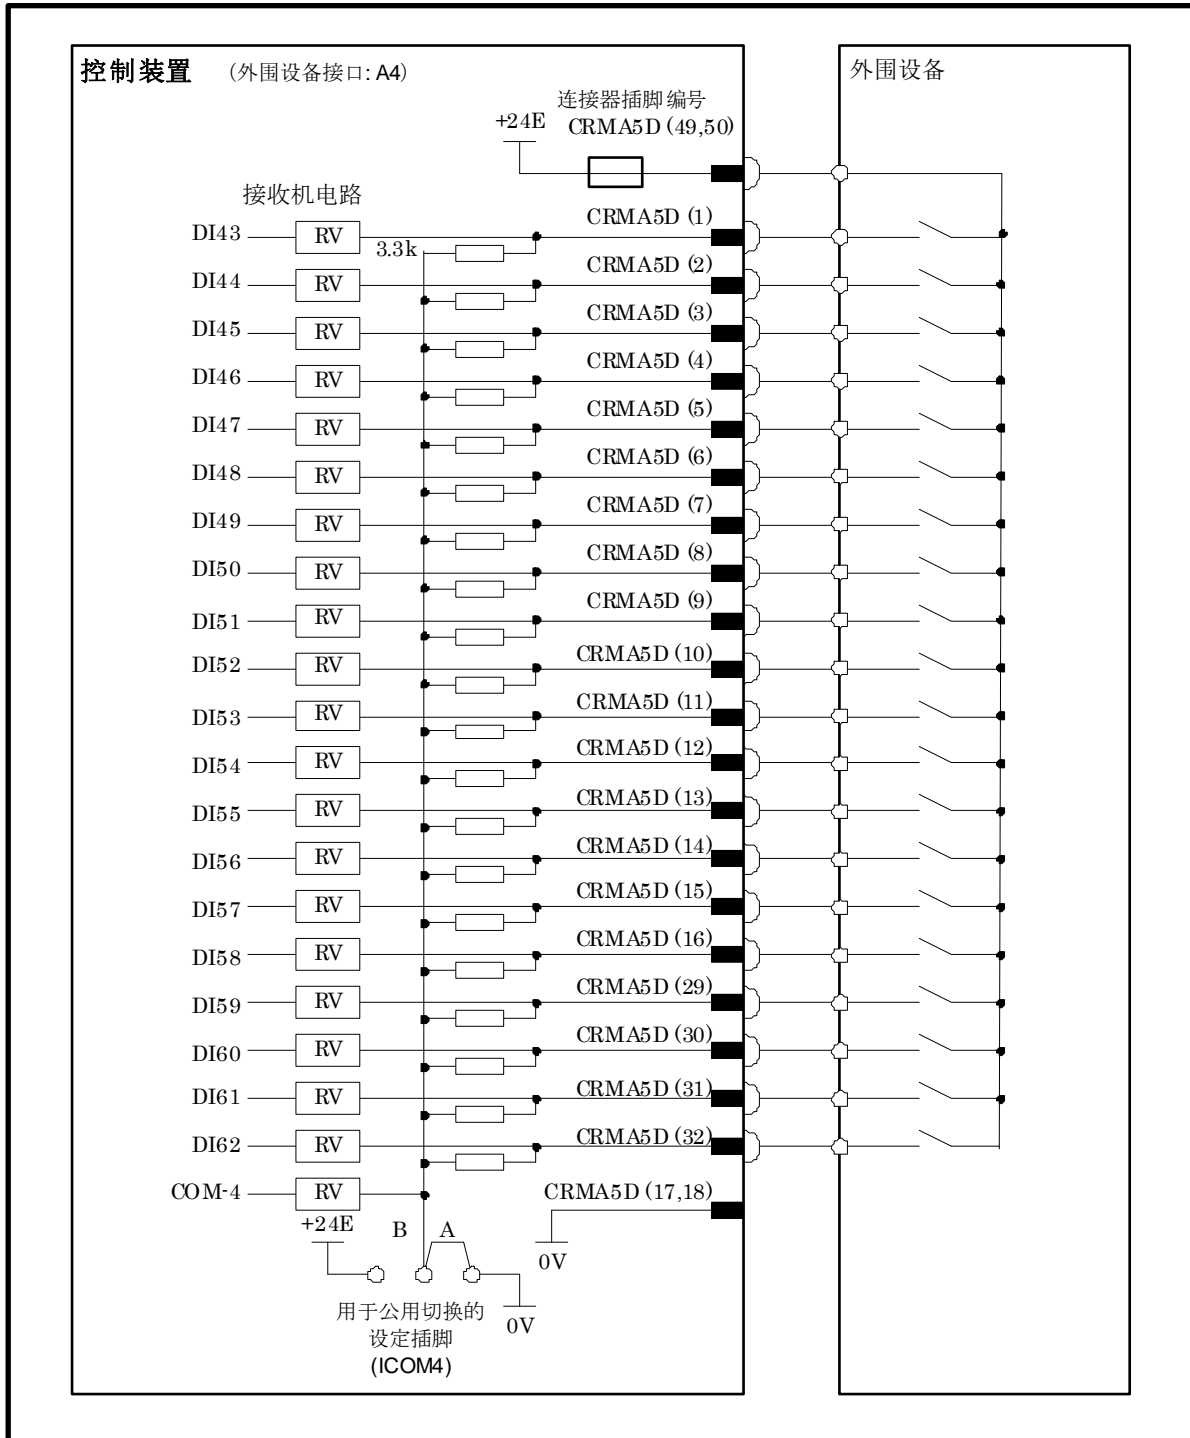 控制装置 (外围设备接口: A4)
外围设备
连接器插脚编号
+24E CRMA5D (49,50)
接收机电路
DI43 RV 3.3k CRMA5D (1)
DI44 RV CRMA5D (2)
DI45 RV CRMA5D (3)
DI46 RV CRMA5D (4)
DI47 RV CRMA5D (5)
DI48 RV CRMA5D (6)
DI49 RV CRMA5D (7)
DI50 RV CRMA5D (8)
DI51 RV CRMA5D (9)
DI52 RV CRMA5D (10)
DI53 RV CRMA5D (11)
DI54 RV CRMA5D (12)
DI55 RV CRMA5D (13)
DI56 RV CRMA5D (14)
DI57 RV CRMA5D (15)
DI58 RV CRMA5D (16)
DI59 RV CRMA5D (29)
DI60 RV CRMA5D (30)
DI61 RV CRMA5D (31)
DI62 RV CRMA5D (32)
COM-4 RV CRMA5D (17,18)
+24E B A
0V
用于公用切换的 0V
设定插脚
(ICOM4)